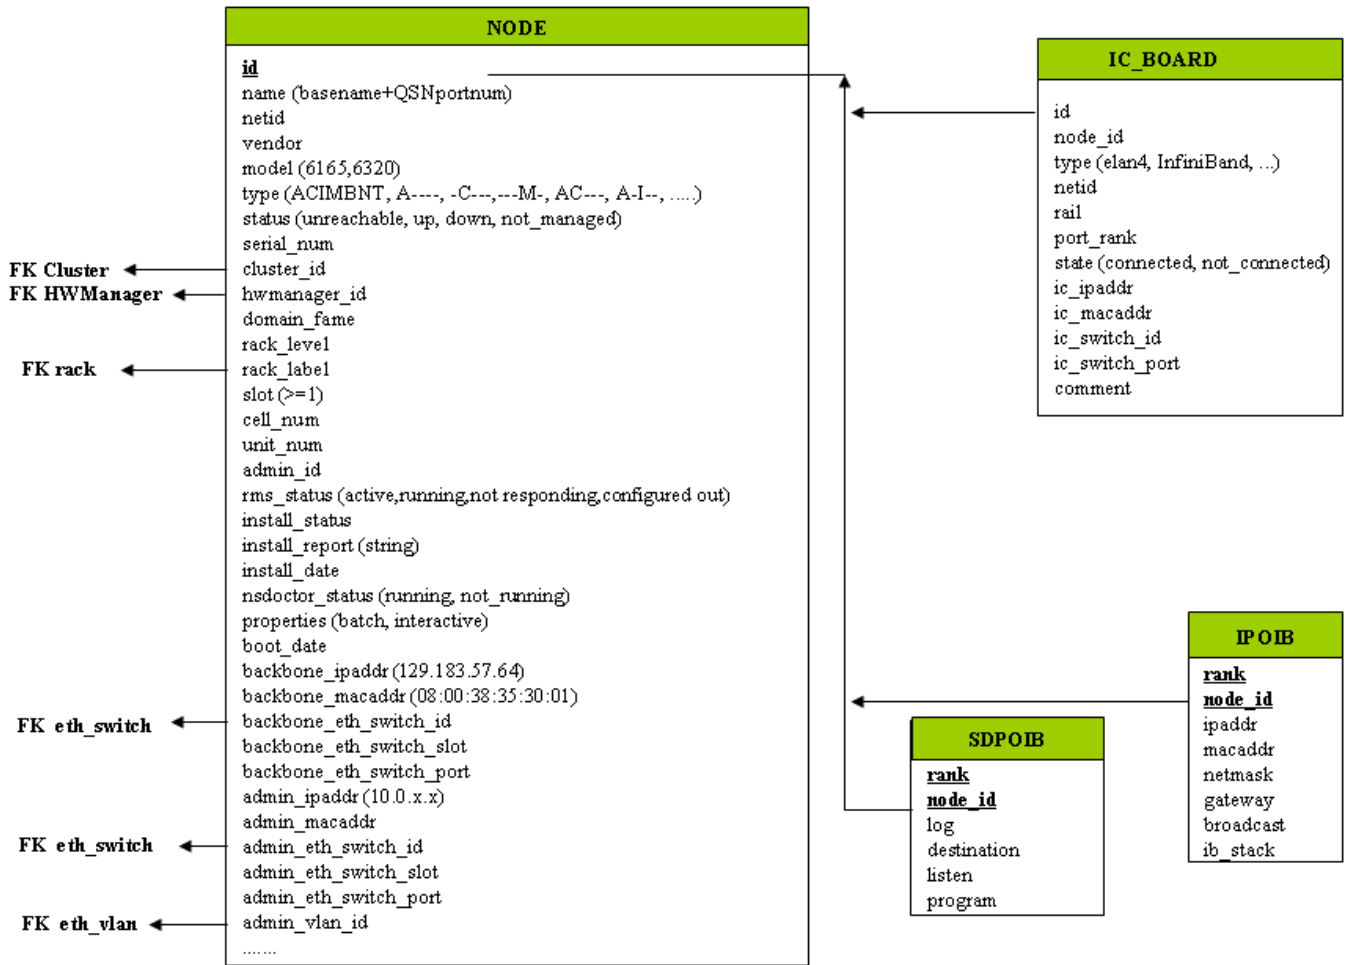 NODE
id
name (basename+QSNportnum)
netid
vendor
model (6165,6320)
type (ACIMBNT, A----, -C---,---M-, AC---, A-I--, .....)
status (unreachable, up, down, not_managed)
serial_num
cluster_id
hwmanager_id
domain_fame
rack_level
rack_label
slot (>=1)
cell_num
unit_num
admin_id
rms_status (active,running,not responding,configured out)
install_status
install_report (string)
install_date
nsdoctor_status (running, not_running)
properties (batch, interactive)
boot_date
backbone_ipaddr (129.183.57.64)
backbone_macaddr (08:00:38:35:30:01)
backbone_eth_switch_id
backbone_eth_switch_slot
backbone_eth_switch_port
admin_ipaddr (10.0.x.x)
admin_macaddr
admin_eth_switch_id
admin_eth_switch_slot
admin_eth_switch_port
admin_vlan_id
.......
FK Cluster
FK HWManager
FK rack
FK eth_switch
FK eth_switch
FK eth_vlan
IC_BOARD
id
node_id
type (elan4, InfiniBand, ...)
netid
rail
port_rank
state (connected, not_connected)
ic_ipaddr
ic_macaddr
ic_switch_id
ic_switch_port
comment
SDPOIB
rank
node_id
log
destination
listen
program
IPOIB
rank
node_id
ipaddr
macaddr
netmask
gateway
broadcast
ib_stack